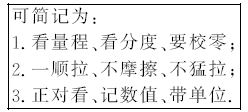 可简记为:
1. 看量程、看分度、要校零;
2. 一顺拉、不摩擦、不猛拉;
3. 正对看、记数值、带单位.